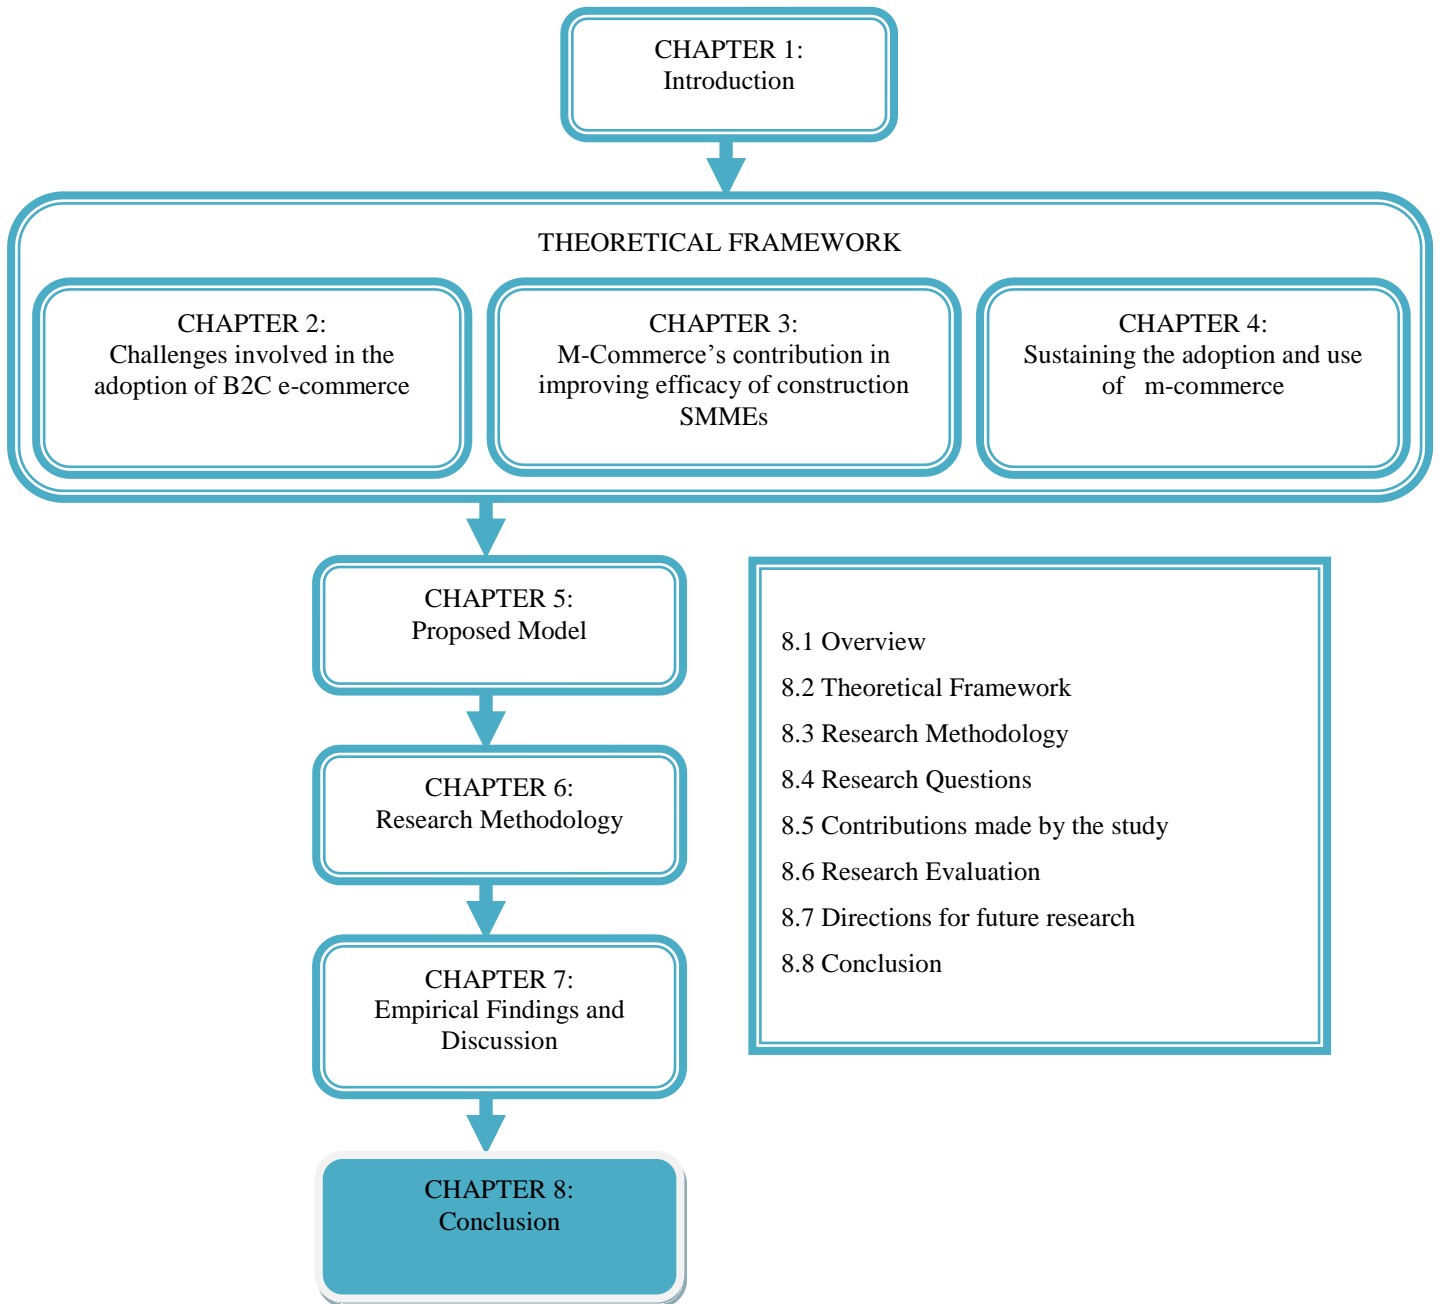 CHAPTER 1:
Introduction
THEORETICAL FRAMEWORK
CHAPTER 2:
Challenges involved in the
adoption of B2C e-commerce
CHAPTER 3:
M-Commerce’s contribution in
improving efficacy of construction
SMMEs
CHAPTER 4:
Sustaining the adoption and use
of m-commerce
CHAPTER 5:
Proposed Model
CHAPTER 6:
Research Methodology
CHAPTER 7:
Empirical Findings and
Discussion
CHAPTER 8:
Conclusion
8.1 Overview
8.2 Theoretical Framework
8.3 Research Methodology
8.4 Research Questions
8.5 Contributions made by the study
8.6 Research Evaluation
8.7 Directions for future research
8.8 Conclusion